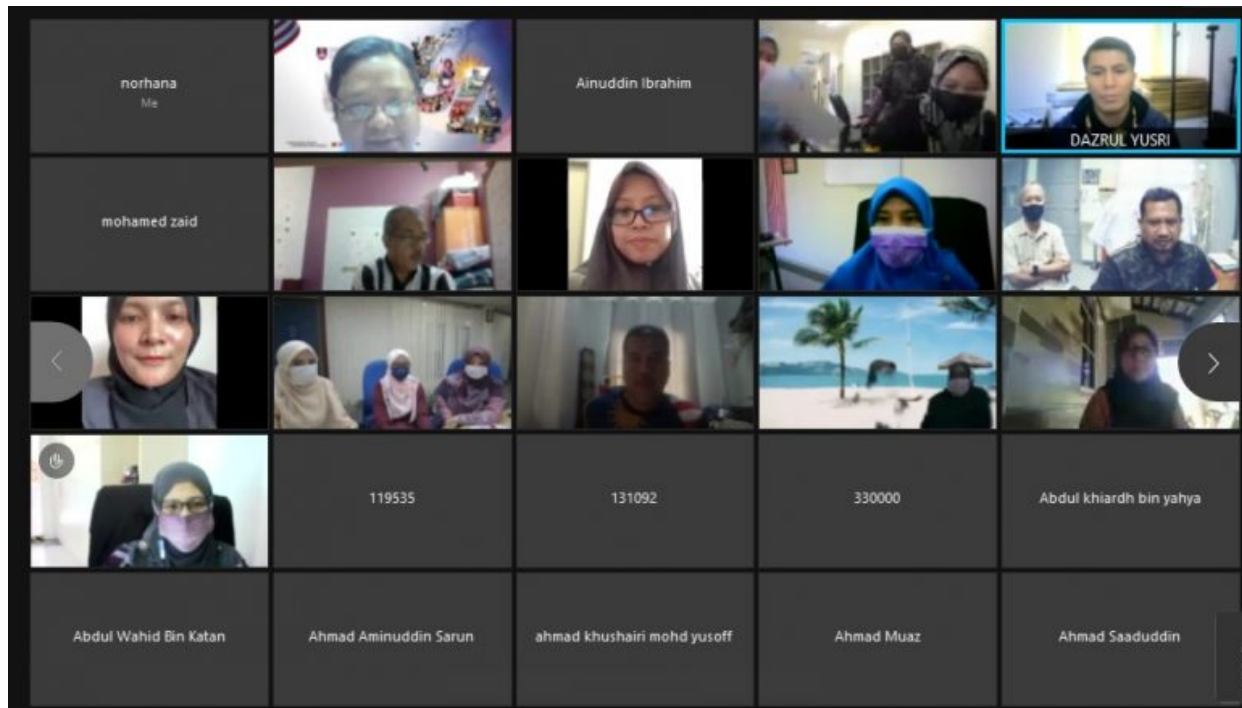 norhana
Me
Ainuddin Ibrahim
DAZRUL YUSRI
mohamed zaid
119535
131092
330000
Abdul khiardh bin yahya
Abdul Wahid Bin Katan
Ahmad Aminuddin Sarun
ahmad khushairi mohd yusoff
Ahmad Muaz
Ahmad Saaduddin